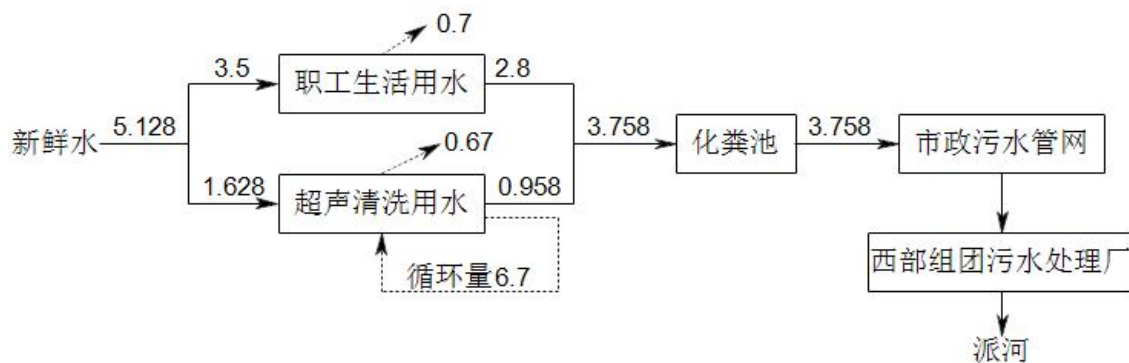 0.7
3.5
职工生活用水
2.8
新鲜水
5.128
3.758
化粪池
3.758
市政污水管网
0.67
1.628
超声清洗用水
0.958
循环量6.7
西部组团污水处理厂
派河